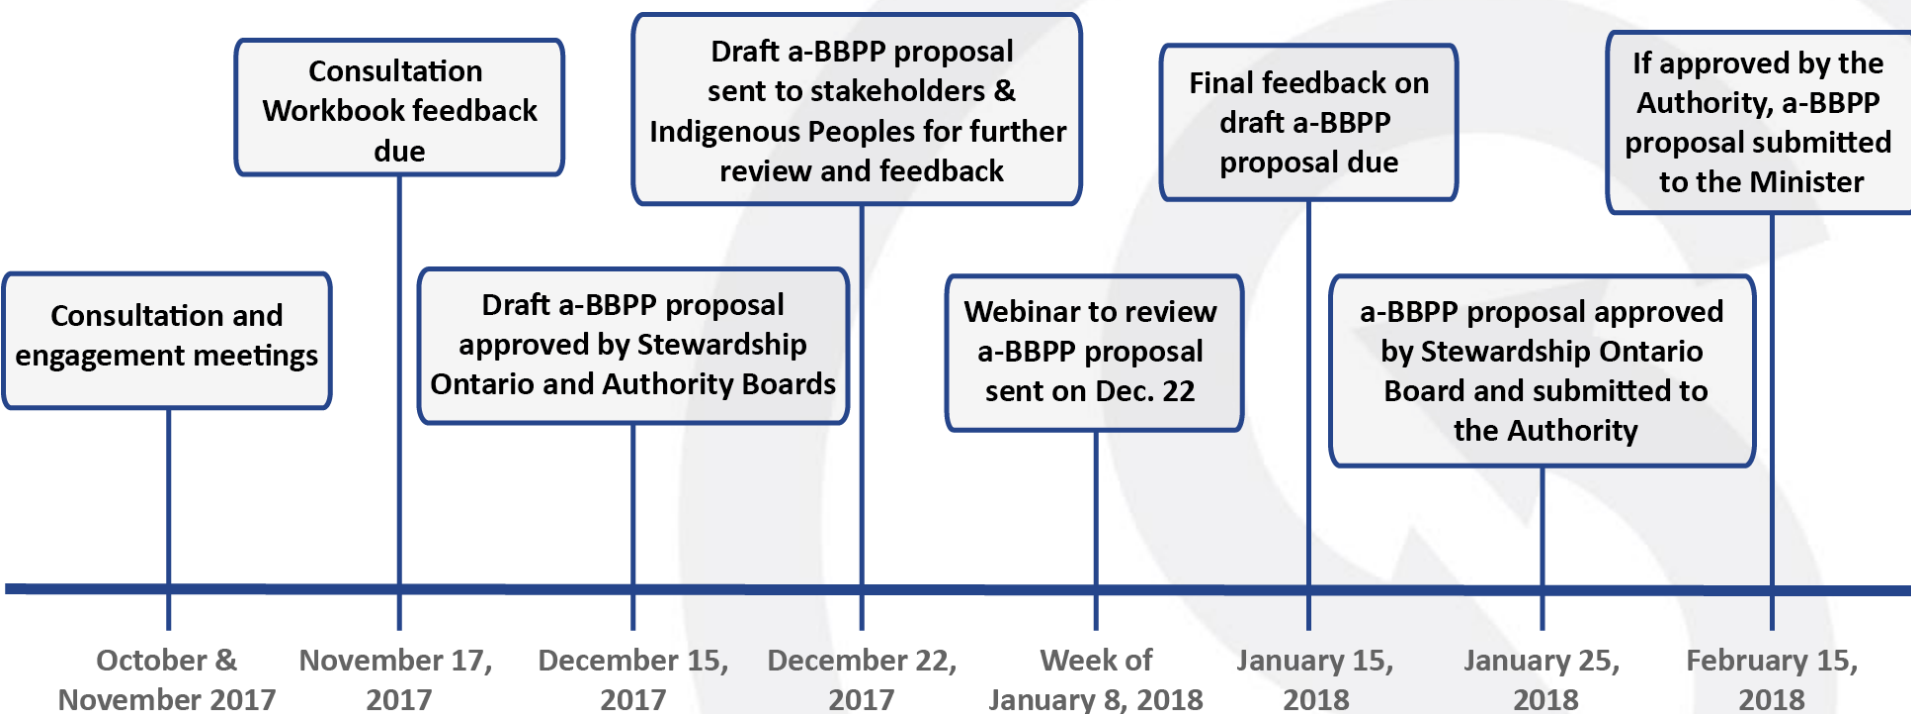 Consultation and
engagement meetings
October &
November 2017
Consultation
Workbook feedback
due
November 17,
2017
Draft a-BBPP proposal
approved by Stewardship
Ontario and Authority Boards
December 15,
2017
Draft a-BBPP proposal
sent to stakeholders &
Indigenous Peoples for further
review and feedback
December 22,
2017
Webinar to review
a-BBPP proposal
sent on Dec. 22
Week of
January 8, 2018
Final feedback on
draft a-BBPP
proposal due
January 15,
2018
a-BBPP proposal approved
by Stewardship Ontario
Board and submitted to
the Authority
January 25,
2018
If approved by the
Authority, a-BBPP
proposal submitted
to the Minister
February 15,
2018